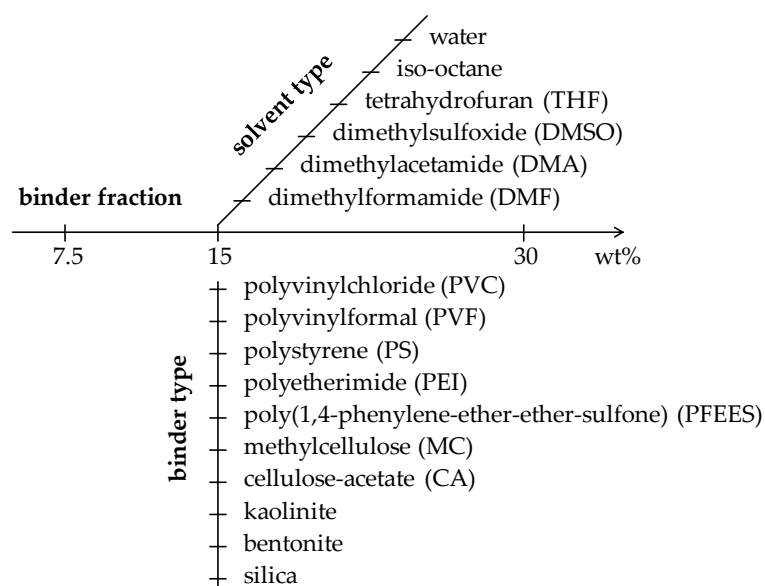 water
iso-octane
tetrahydrofuran (THF)
solvent type
dimethylsulfoxide (DMSO)
dimethylacetamide (DMA)
binder fraction
dimethylformamide (DMF)
7.5
15
30
wt%
polyvinylchloride (PVC)
polyvinylformal (PVF)
polystyrene (PS)
polyetherimide (PEI)
binder type
poly(1,4-phenylene-ether-ether-sulfone) (PFEES)
methylcellulose (MC)
cellulose-acetate (CA)
kaolinite
bentonite
silica